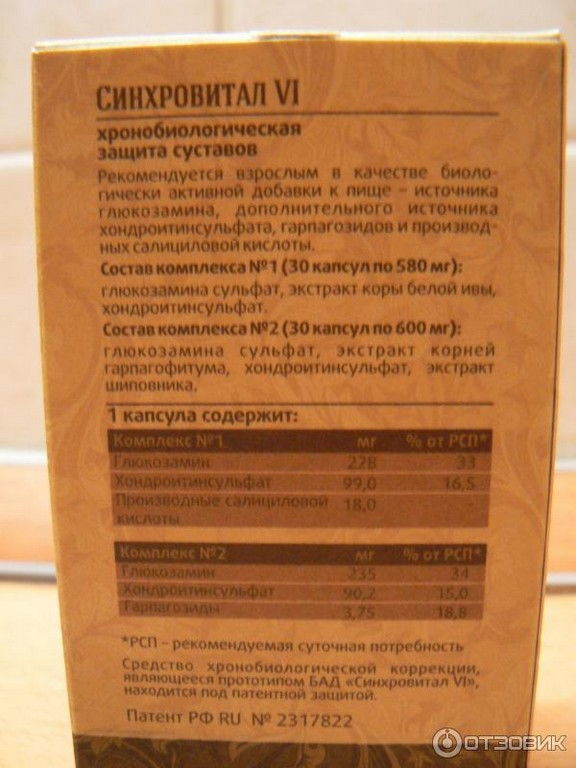 СИНХРОВИТАЛ VI
хронобиологическая
защита суставов
Рекомендуется взрослым в качестве биоло-
гически активной добавки к пище – источника
глюкозамина, дополнительного источника
хондроитинсульфата, гарпагозидов и производ-
ных салициловой кислоты.
Состав комплекса №1 (30 капсул по 580 мг):
глюкозамина сульфат, экстракт коры белой ивы,
хондроитинсульфат.
Состав комплекса №2 (30 капсул по 600 мг):
глюкозамина сульфат, экстракт корней
гарпагофитума, хондроитинсульфат, экстракт
шиповника.
1 капсула содержит:
Комплекс №1 мг % от РСП*
Глюкозамин 228 33
Хондроитинсульфат 99,0 16,5
Производные салициловой 18,0 -
кислоты
Комплекс №2 мг % от РСП*
Глюкозамин 235 34
Хондроитинсульфат 90,2 15,0
Гарпагозиды 3,75 18,8
*РСП – рекомендуемая суточная потребность
Средство хронобиологической коррекции,
являющееся прототипом БАД «Синхровитал VI»,
находится под патентной защитой.
Патент РФ RU № 2317822
ОТЗОВИК